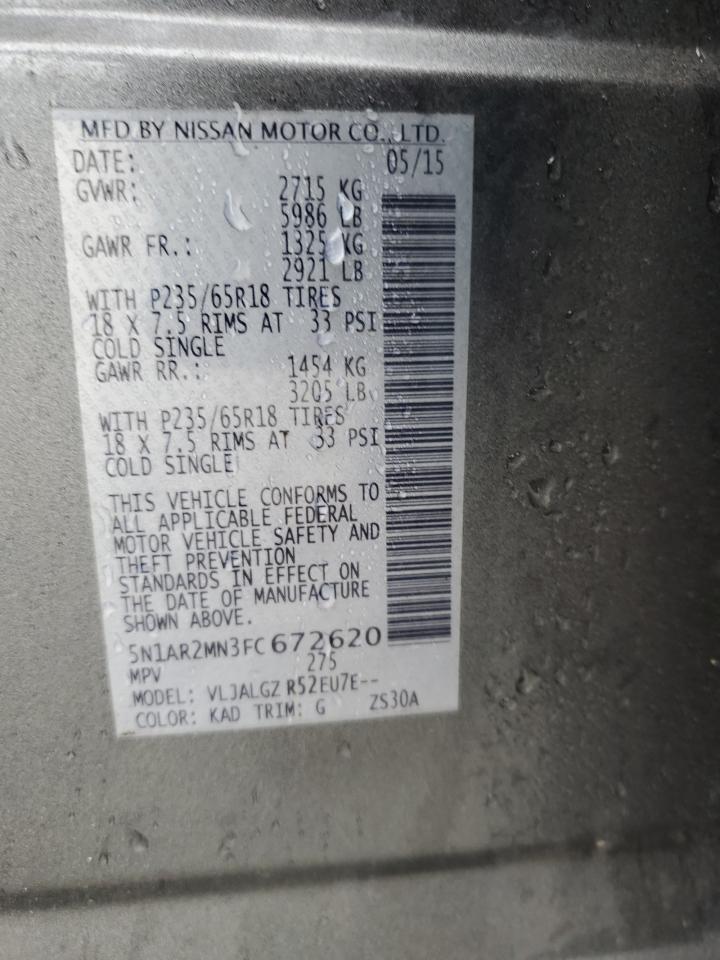 MFD BY NISSAN MOTOR CO., LTD.
DATE: 05/15
GVWR: 2715 KG
5986 LB
GAWR FR.: 1325 KG
2921 LB
WITH P235/65R18 TIRES
18 X 7.5 RIMS AT 33 PSI
COLD SINGLE
GAWR RR.: 1454 KG
3205 LB
WITH P235/65R18 TIRES
18 X 7.5 RIMS AT 33 PSI
COLD SINGLE
THIS VEHICLE CONFORMS TO
ALL APPLICABLE FEDERAL
MOTOR VEHICLE SAFETY AND
THEFT PREVENTION
STANDARDS IN EFFECT ON
THE DATE OF MANUFACTURE
SHOWN ABOVE.
5N1AR2MN3FC672620
MPV 275
MODEL: VLJALGZ R52EU7E--
COLOR: KAD TRIM: G ZS30A